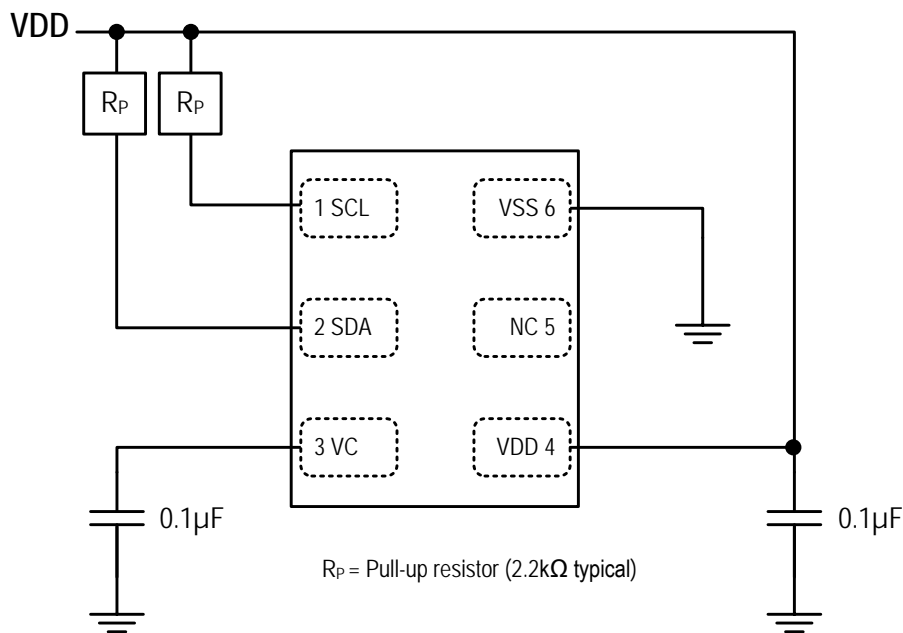 VDD
RP RP
1 SCL VSS 6
2 SDA NC 5
3 VC VDD 4
0.1µF 0.1µF
RP = Pull-up resistor (2.2kΩ typical)